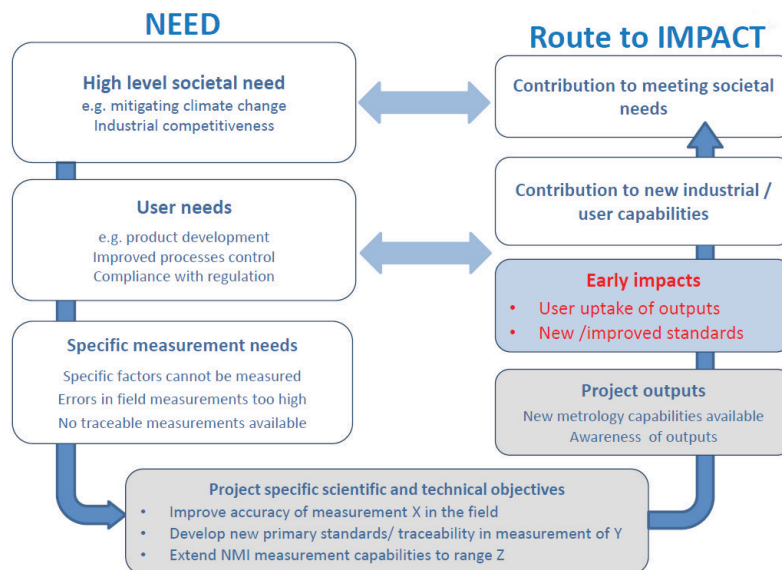 NEED
High level societal need
e.g. mitigating climate change
Industrial competitiveness
User needs
e.g. product development
Improved processes control
Compliance with regulation
Specific measurement needs
Specific factors cannot be measured
Errors in field measurements too high
No traceable measurements available
Project specific scientific and technical objectives
• Improve accuracy of measurement X in the field
• Develop new primary standards/ traceability in measurement of Y
• Extend NMI measurement capabilities to range Z
Route to IMPACT
Contribution to meeting societal
needs
Contribution to new industrial /
user capabilities
Early impacts
• User uptake of outputs
• New /improved standards
Project outputs
New metrology capabilities available
Awareness of outputs